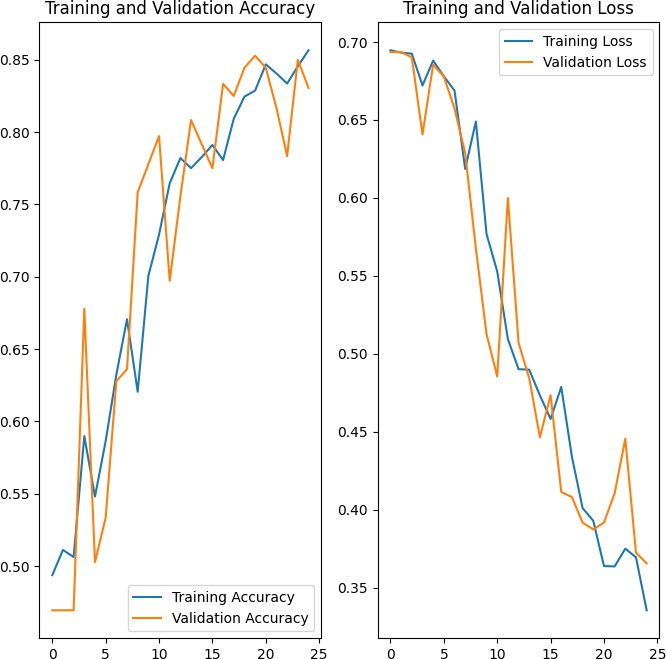 Training and Validation Accuracy
0.85
0.80
0.75
0.70
0.65
0.60
0.55
0.50
Training Accuracy
Validation Accuracy
0 5 10 15 20 25
Training and Validation Loss
0.70
0.65
0.60
0.55
0.50
0.45
0.40
0.35
Training Loss
Validation Loss
0 5 10 15 20 25